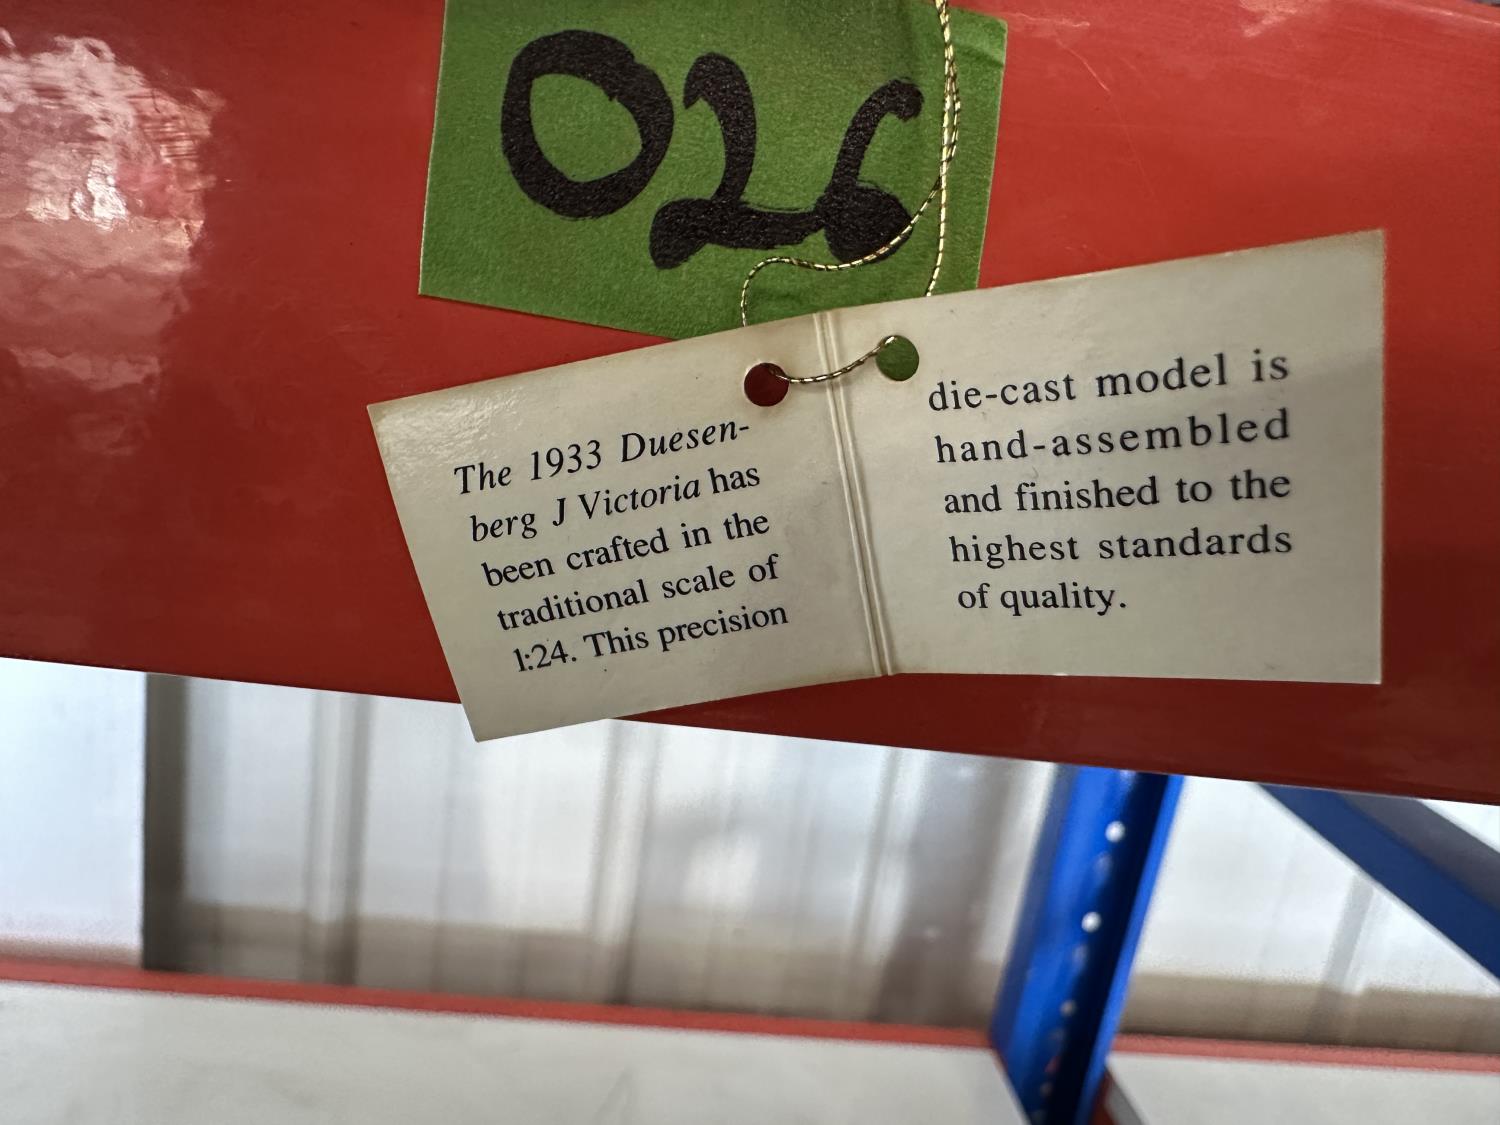 026
The 1933 Duesen-
berg J Victoria has
been crafted in the
traditional scale of
1:24. This precision
die-cast model is
hand-assembled
and finished to the
highest standards
of quality.